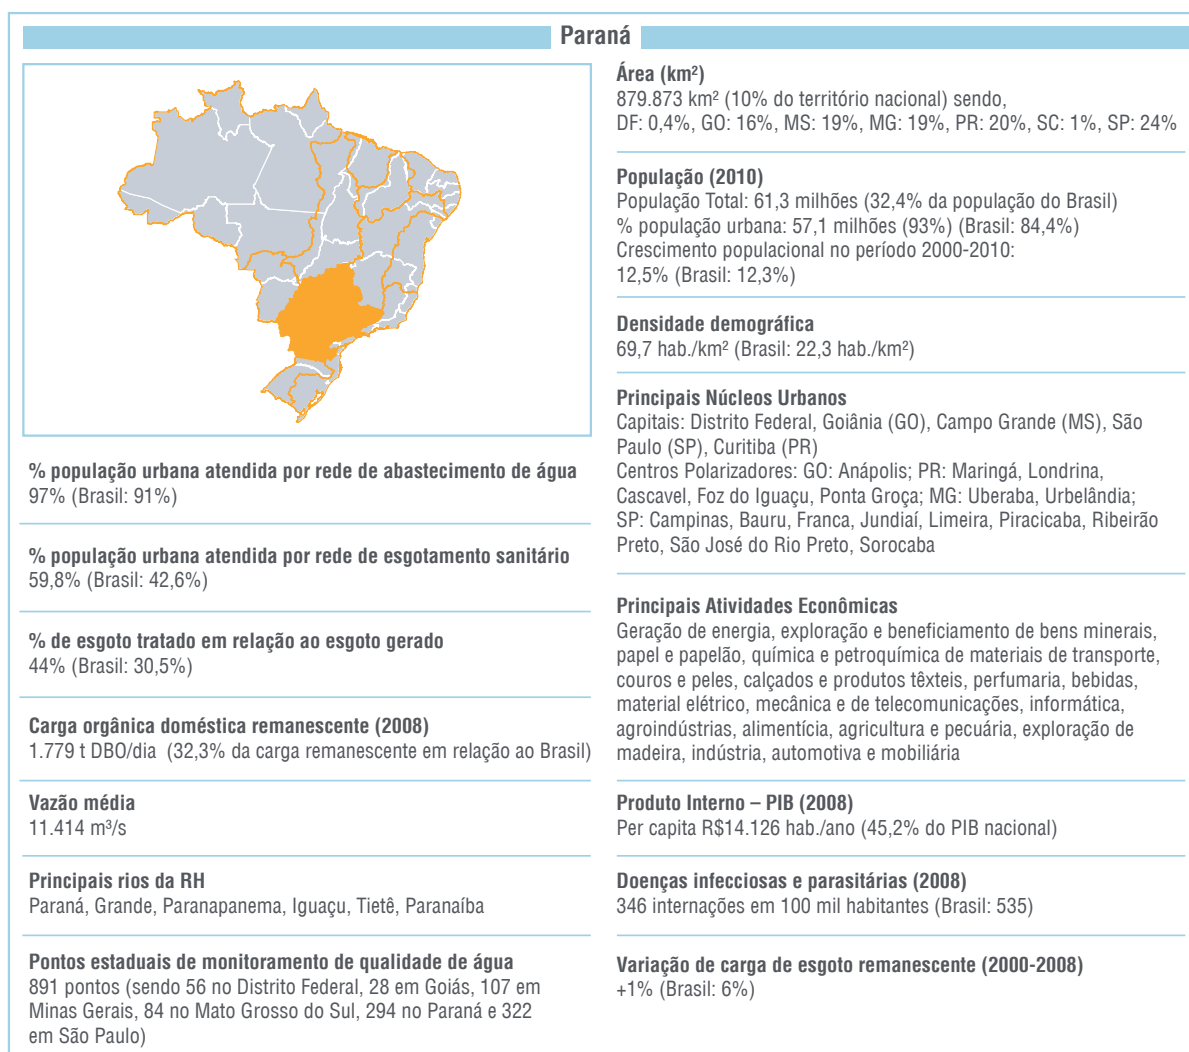 Paraná
% população urbana atendida por rede de abastecimento de água
97% (Brasil: 91%)
% população urbana atendida por rede de esgotamento sanitário
59,8% (Brasil: 42,6%)
% de esgoto tratado em relação ao esgoto gerado
44% (Brasil: 30,5%)
Carga orgânica doméstica remanescente (2008)
1.779 t DBO/dia (32,3% da carga remanescente em relação ao Brasil)
Vazão média
11.414 m³/s
Principais rios da RH
Paraná, Grande, Paranapanema, Iguaçu, Tietê, Paranaíba
Pontos estaduais de monitoramento de qualidade de água
891 pontos (sendo 56 no Distrito Federal, 28 em Goiás, 107 em
Minas Gerais, 84 no Mato Grosso do Sul, 294 no Paraná e 322
em São Paulo)
Área (km²)
879.873 km² (10% do território nacional) sendo,
DF: 0,4%, GO: 16%, MS: 19%, MG: 19%, PR: 20%, SC: 1%, SP: 24%
População (2010)
População Total: 61,3 milhões (32,4% da população do Brasil)
% população urbana: 57,1 milhões (93%) (Brasil: 84,4%)
Crescimento populacional no período 2000-2010:
12,5% (Brasil: 12,3%)
Densidade demográfica
69,7 hab./km² (Brasil: 22,3 hab./km²)
Principais Núcleos Urbanos
Capitais: Distrito Federal, Goiânia (GO), Campo Grande (MS), São
Paulo (SP), Curitiba (PR)
Centros Polarizadores: GO: Anápolis; PR: Maringá, Londrina,
Cascavel, Foz do Iguaçu, Ponta Groça; MG: Uberaba, Urbelândia;
SP: Campinas, Bauru, Franca, Jundiaí, Limeira, Piracicaba, Ribeirão
Preto, São José do Rio Preto, Sorocaba
Principais Atividades Econômicas
Geração de energia, exploração e beneficiamento de bens minerais,
papel e papelão, química e petroquímica de materiais de transporte,
couros e peles, calçados e produtos têxteis, perfumaria, bebidas,
material elétrico, mecânica e de telecomunicações, informática,
agroindústrias, alimentícia, agricultura e pecuária, exploração de
madeira, indústria, automotiva e mobiliária
Produto Interno – PIB (2008)
Per capita R$14.126 hab./ano (45,2% do PIB nacional)
Doenças infecciosas e parasitárias (2008)
346 internações em 100 mil habitantes (Brasil: 535)
Variação de carga de esgoto remanescente (2000-2008)
+1% (Brasil: 6%)